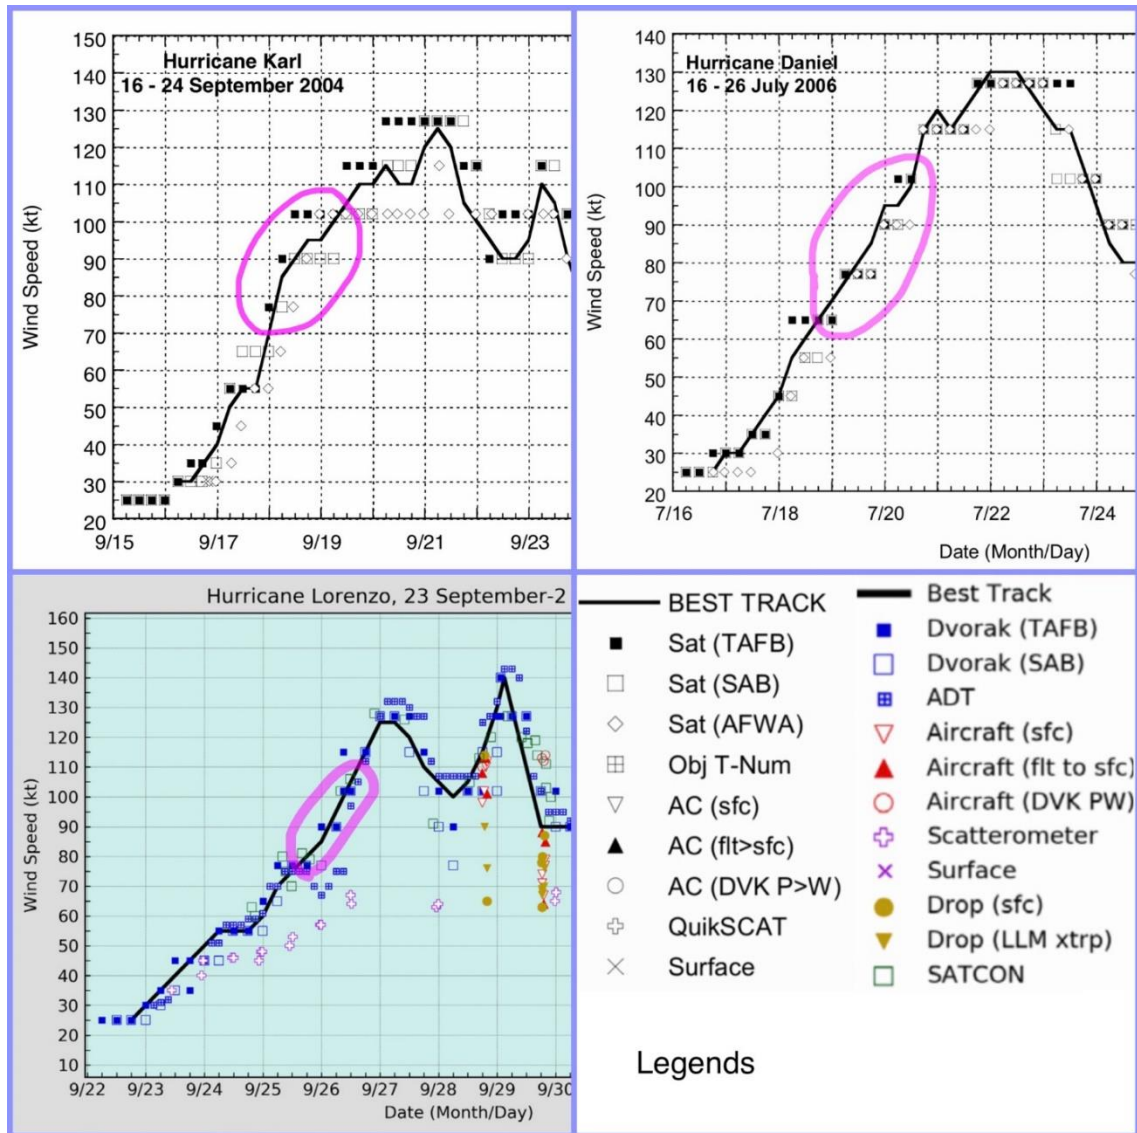 Hurricane Karl
16 - 24 September 2004
Wind Speed (kt)
150
140
130
120
110
100
90
80
70
60
50
40
30
20
9/15 9/17 9/19 9/21 9/23
Hurricane Daniel
16 - 26 July 2006
Wind Speed (kt)
140
130
120
110
100
90
80
70
60
50
40
30
20
7/16 7/18 7/20 7/22 7/24
Date (Month/Day)
Hurricane Lorenzo, 23 September-2
Wind Speed (kt)
160
150
140
130
120
110
100
90
80
70
60
50
40
30
20
10
9/22 9/23 9/24 9/25 9/26 9/27 9/28 9/29 9/30
Date (Month/Day)
BEST TRACK
Sat (TAFB)
Sat (SAB)
Sat (AFWA)
Obj T-Num
AC (sfc)
AC (flt>sfc)
AC (DVK P>W)
QuikSCAT
Surface
Best Track
Dvorak (TAFB)
Dvorak (SAB)
ADT
Aircraft (sfc)
Aircraft (flt to sfc)
Aircraft (DVK PW)
Scatterometer
Surface
Drop (sfc)
Drop (LLM xtrp)
SATCON
Legends